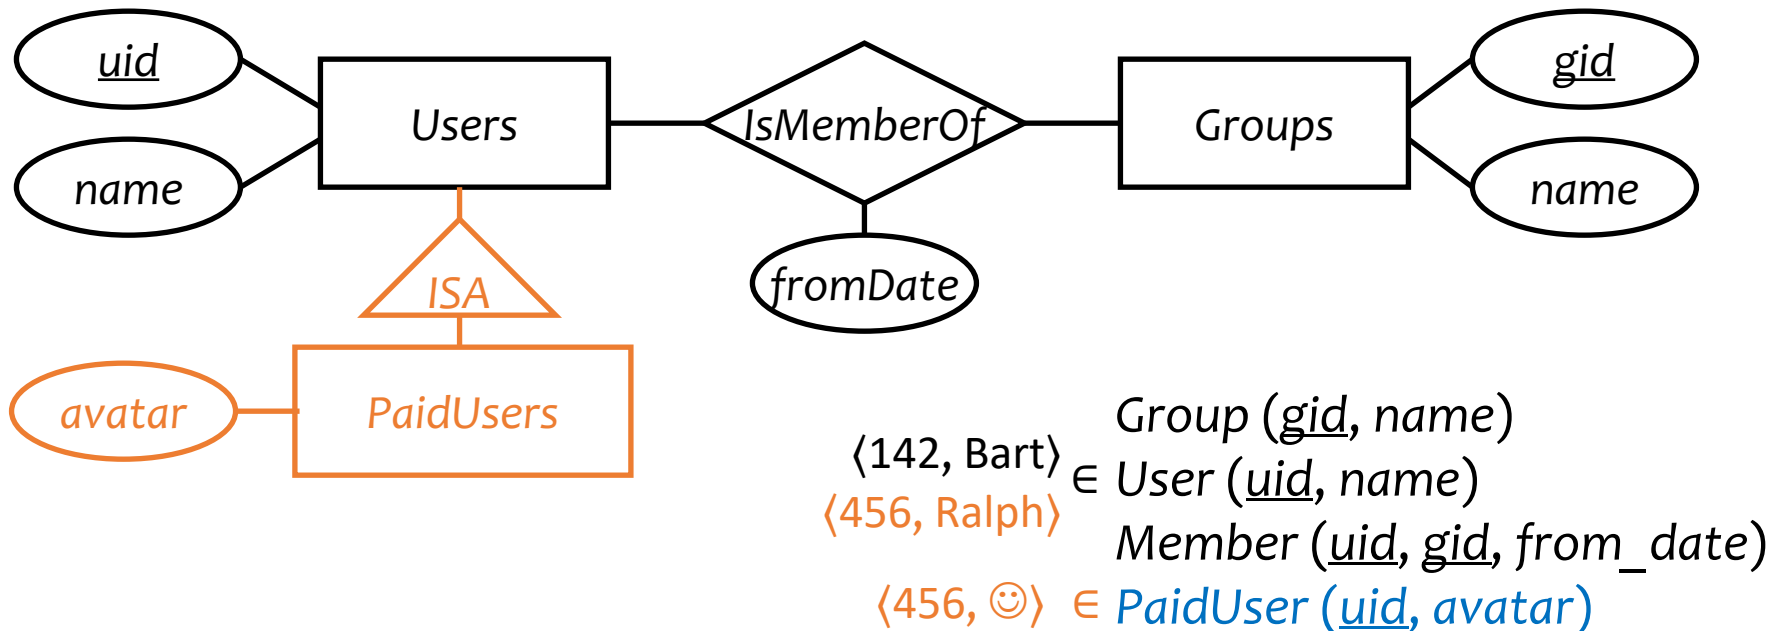 uid
name
Users
IsMemberOf
fromDate
Groups
gid
name
ISA
avatar
PaidUsers
Group (gid, name)
⟨142, Bart⟩
⟨456, Ralph⟩
∈ User (uid, name)
Member (uid, gid, from_date)
⟨456, ☺⟩ ∈ PaidUser (uid, avatar)